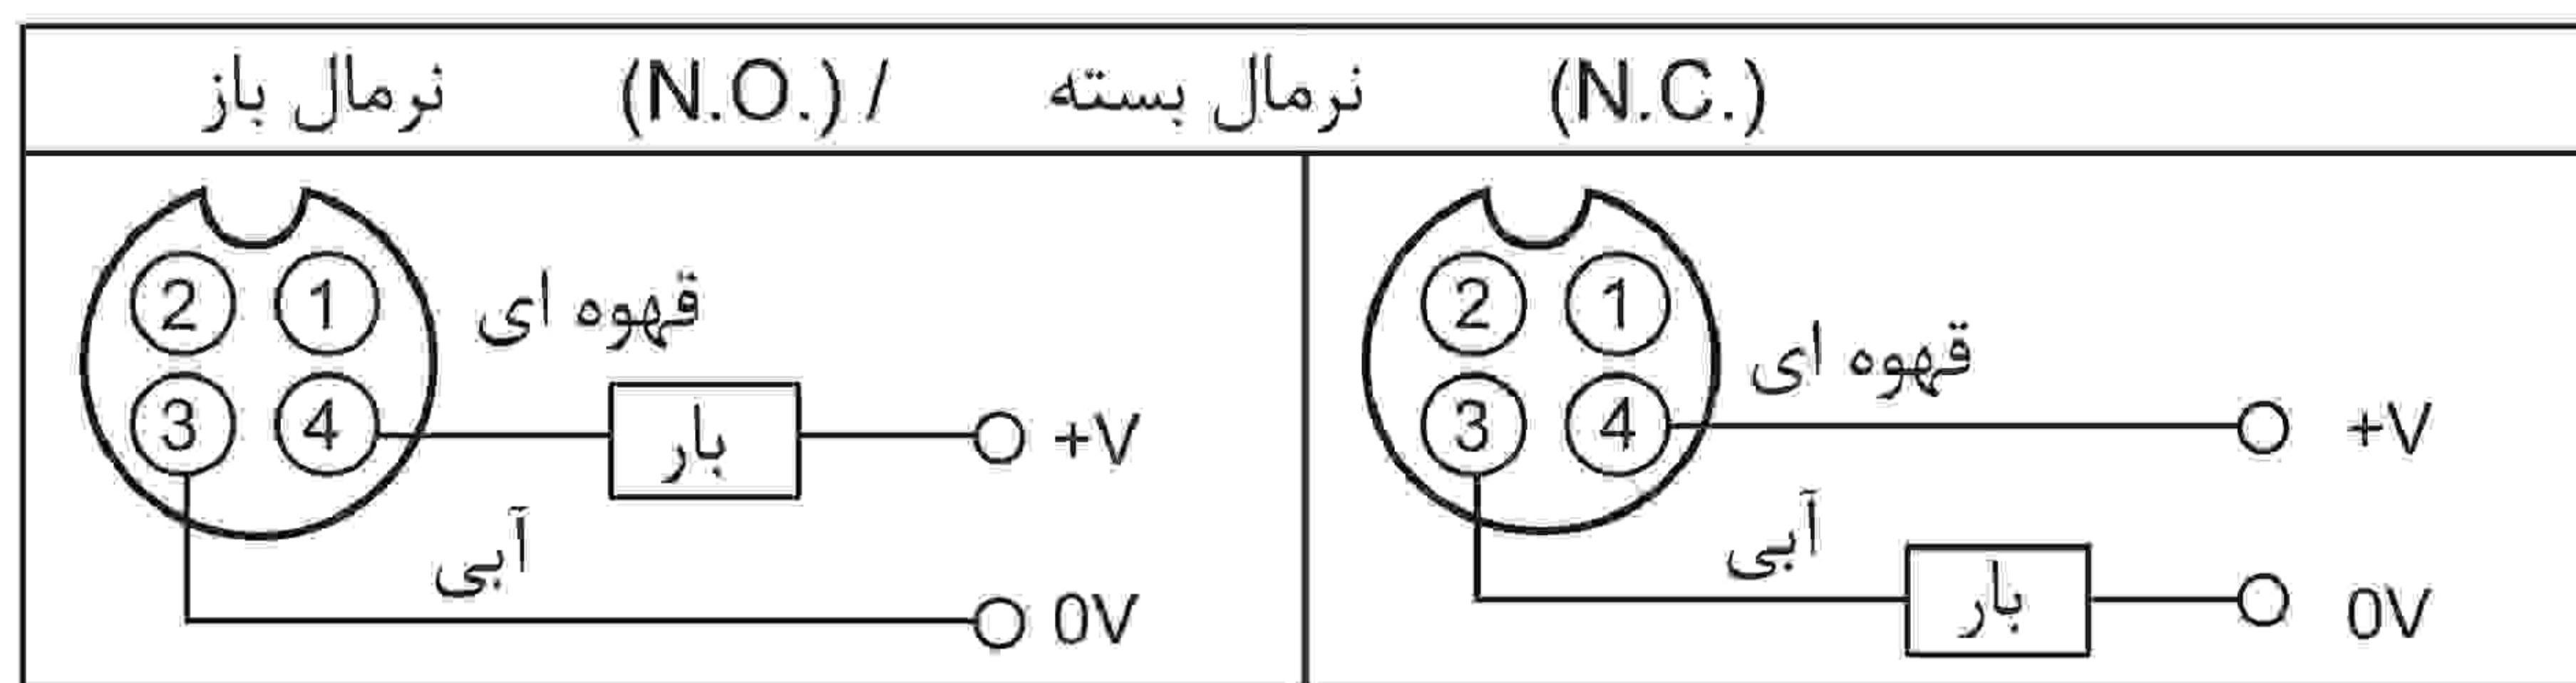 نرمال باز (N.O.) / نرمال بسته (N.C.)
2 1
قهوه ای
3 4
بار
+V
آبی
0V
2 1
قهوه ای
3 4
+V
آبی
بار
0V